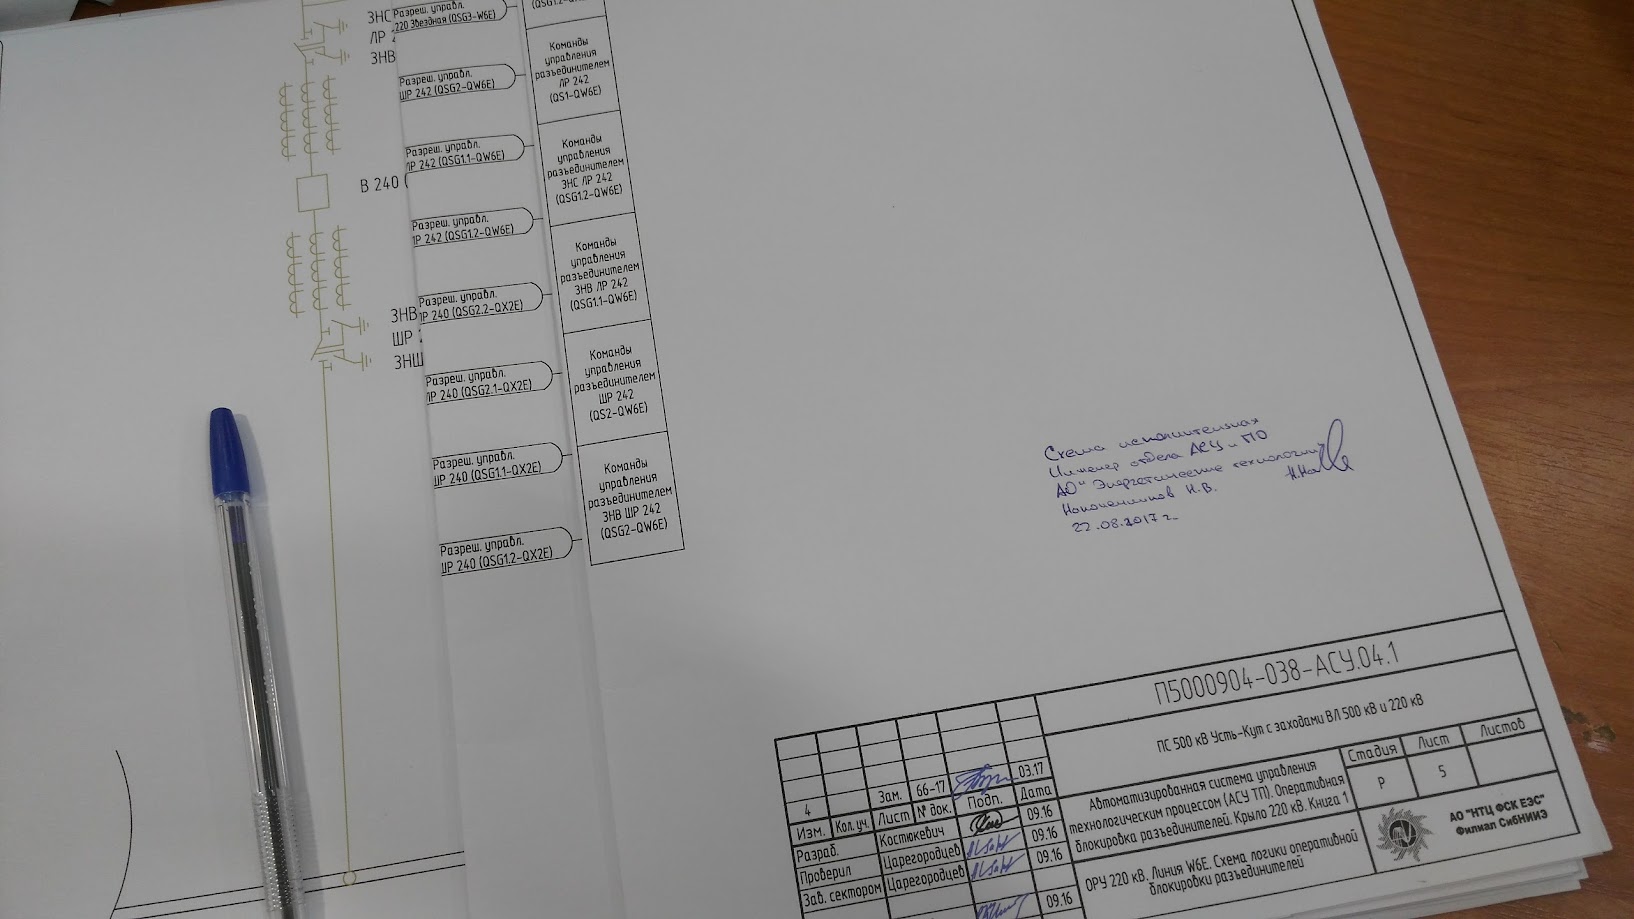 ЗНС
ЛР
ЗНВ
В 240 (
ЗНВ
ШР
ЗНШ
Разреш. управл.
220 Звездная (QSG3-W6E)
Разреш. управл.
ШР 242 (QSG2-QW6E)
Разреш. управл.
ЛР 242 (QSG1.1-QW6E)
Разреш. управл.
ЛР 242 (QSG1.2-QW6E)
Разреш. управл.
ЛР 240 (QSG2.2-QX2E)
Разреш. управл.
ЛР 240 (QSG2.1-QX2E)
Разреш. управл.
ШР 240 (QSG1.1-QX2E)
Разреш. управл.
ШР 240 (QSG1.2-QX2E)
Команды
управления
разъединителем
ЛР 242
(QS1-QW6E)
Команды
управления
разъединителем
ЗНС ЛР 242
(QSG1.2-QW6E)
Команды
управления
разъединителем
ЗНВ ЛР 242
(QSG1.1-QW6E)
Команды
управления
разъединителем
ШР 242
(QS2-QW6E)
Команды
управления
разъединителем
ЗНВ ШР 242
(QSG2-QW6E)
Схема исполнительная
Инженер отдела АСУ и ПО
АО "Энергетические технологии"
Наконечников И.В.
22.08.2017 г.
П5000904-038-АСУ.04.1
ПС 500 кВ Усть-Кут с заходами ВЛ 500 кВ и 220 кВ
4 Зам. 66-17 03.17
Изм. Кол. уч. Лист № док. Подп. Дата
Разраб. Костюкевич 09.16
Проверил Царегородцев 09.16
Зав. сектором Царегородцев 09.16
09.16
Автоматизированная система управления
технологическим процессом (АСУ ТП). Оперативная
блокировка разъединителей. Крыло 220 кВ. Книга 1
Стадия Лист Листов
Р 5
ОРУ 220 кВ. Линия W6E. Схема логики оперативной
блокировки разъединителей
АО "НТЦ ФСК ЕЭС"
Филиал СибНИИЭ